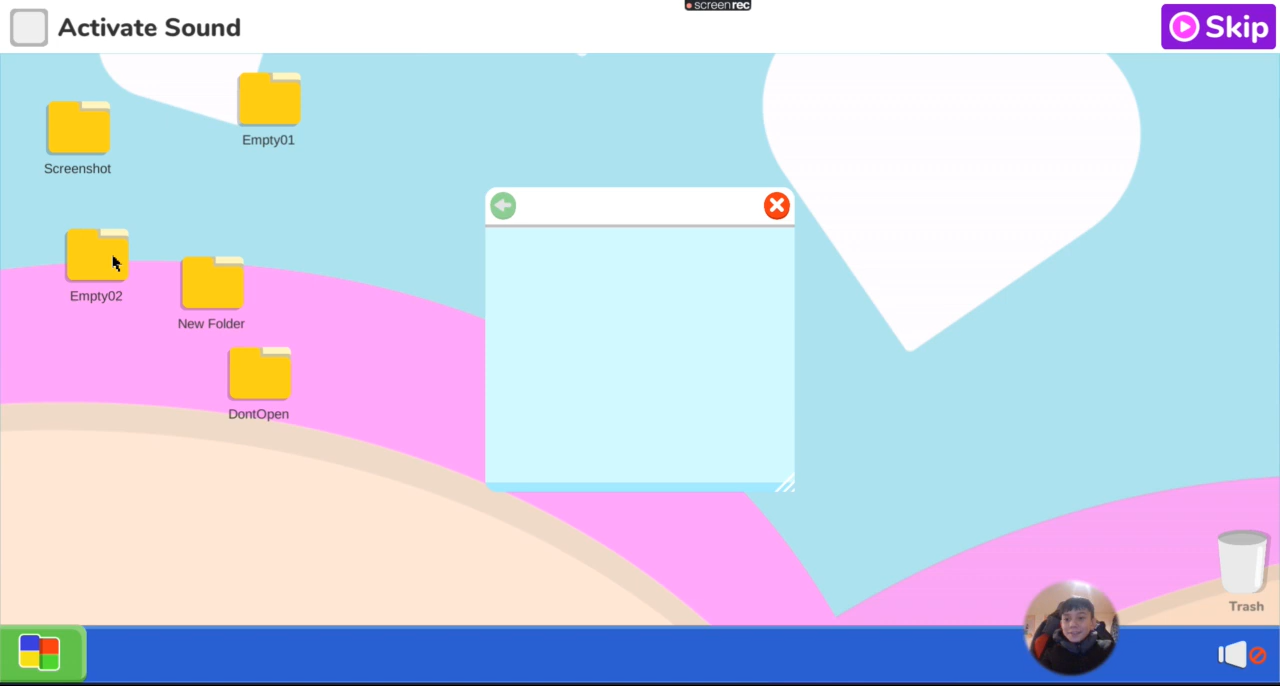 screenrec
Activate Sound
Skip
Empty01
Screenshot
Empty02
New Folder
DontOpen
Trash